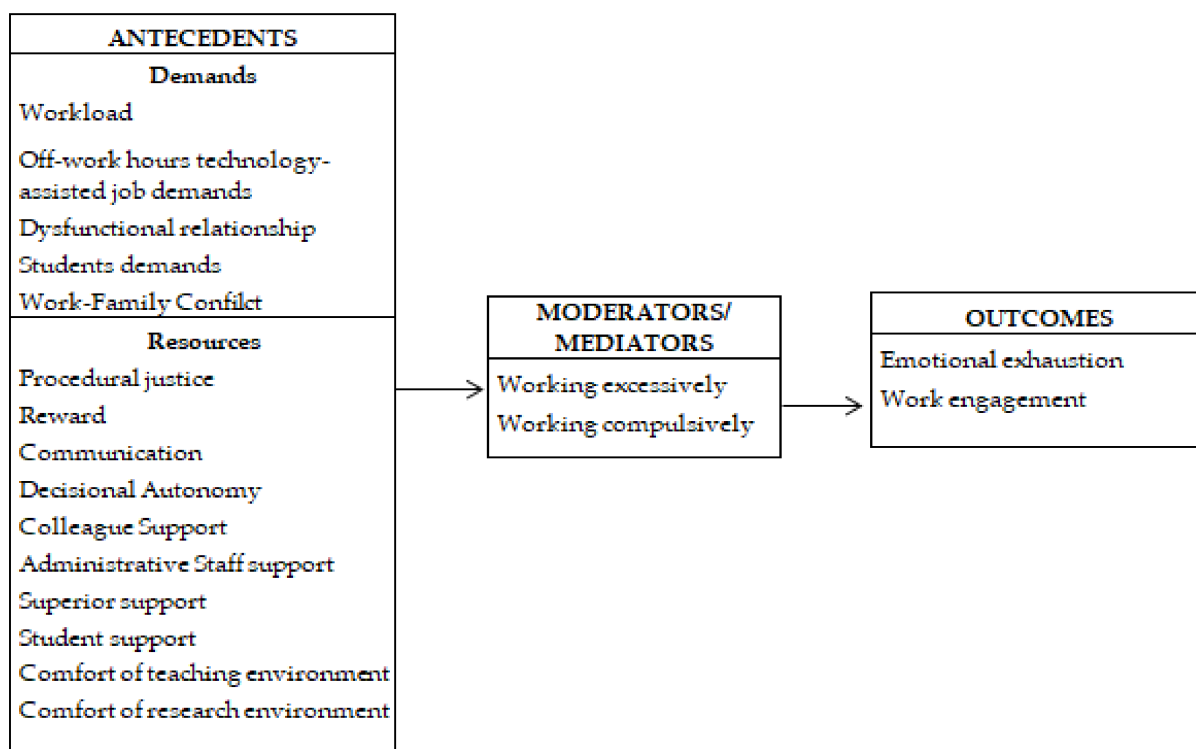 ANTECEDENTS
Demands
Workload
Off-work hours technology-
assisted job demands
Dysfunctional relationship
Students demands
Work-Family Confilct
Resources
Procedural justice
Reward
Communication
Decisional Autonomy
Colleague Support
Administrative Staff support
Superior support
Student support
Comfort of teaching environment
Comfort of research environment
MODERATORS/
MEDIATORS
Working excessively
Working compulsively
OUTCOMES
Emotional exhaustion
Work engagement